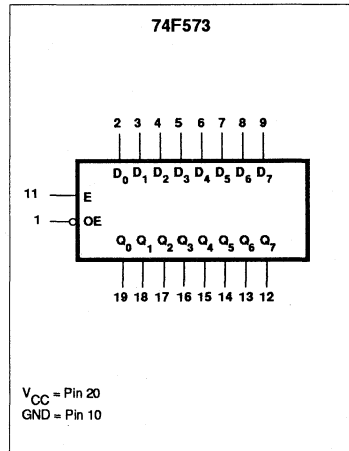 74F573
2 3 4 5 6 7 8 9
D0 D1 D2 D3 D4 D5 D6 D7
11 E
1 OE
Q0 Q1 Q2 Q3 Q4 Q5 Q6 Q7
19 18 17 16 15 14 13 12
VCC = Pin 20
GND = Pin 10